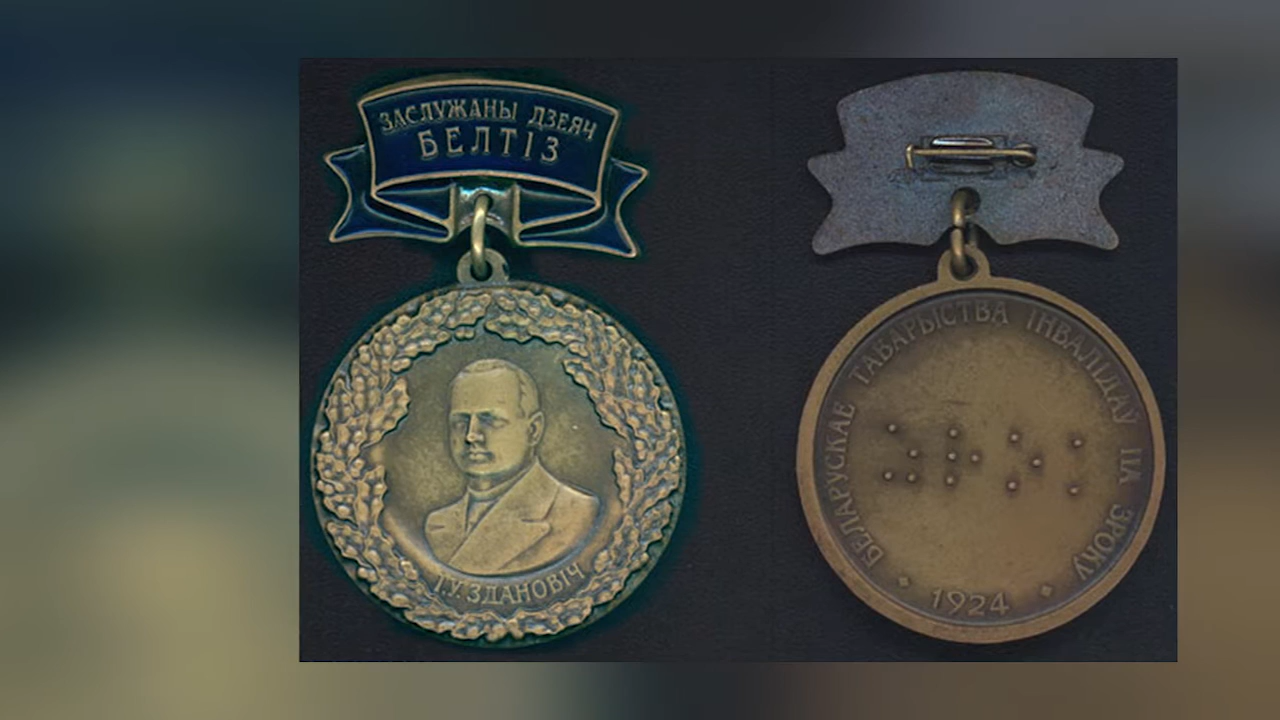 ЗАСЛУЖАНЫ ДЗЕЯЧ
БЕЛТІЗ
І.У. ЗДАНОВІЧ
БЕЛАРУСКАЕ ТАВАРЫСТВА ІНВАЛІДАЎ ПА ЗРОКУ
⠵⠗⠕⠅
1924